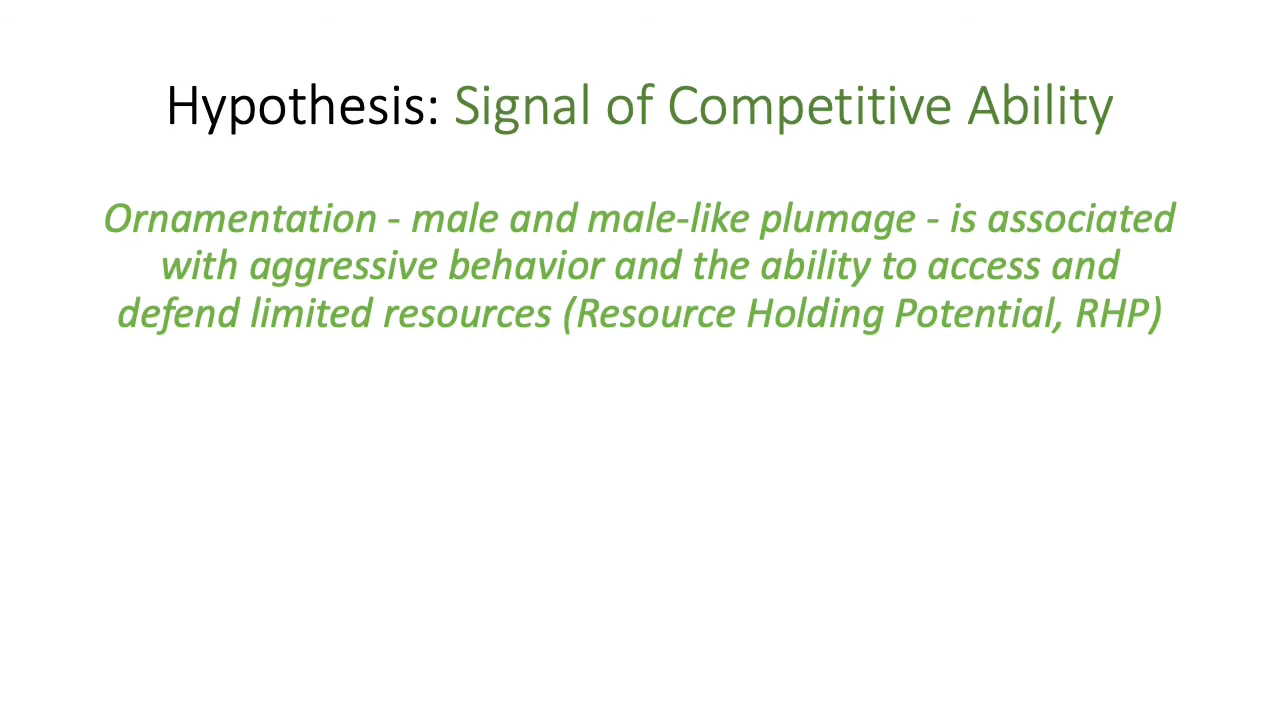 Hypothesis: Signal of Competitive Ability
Ornamentation - male and male-like plumage - is associated
with aggressive behavior and the ability to access and
defend limited resources (Resource Holding Potential, RHP)